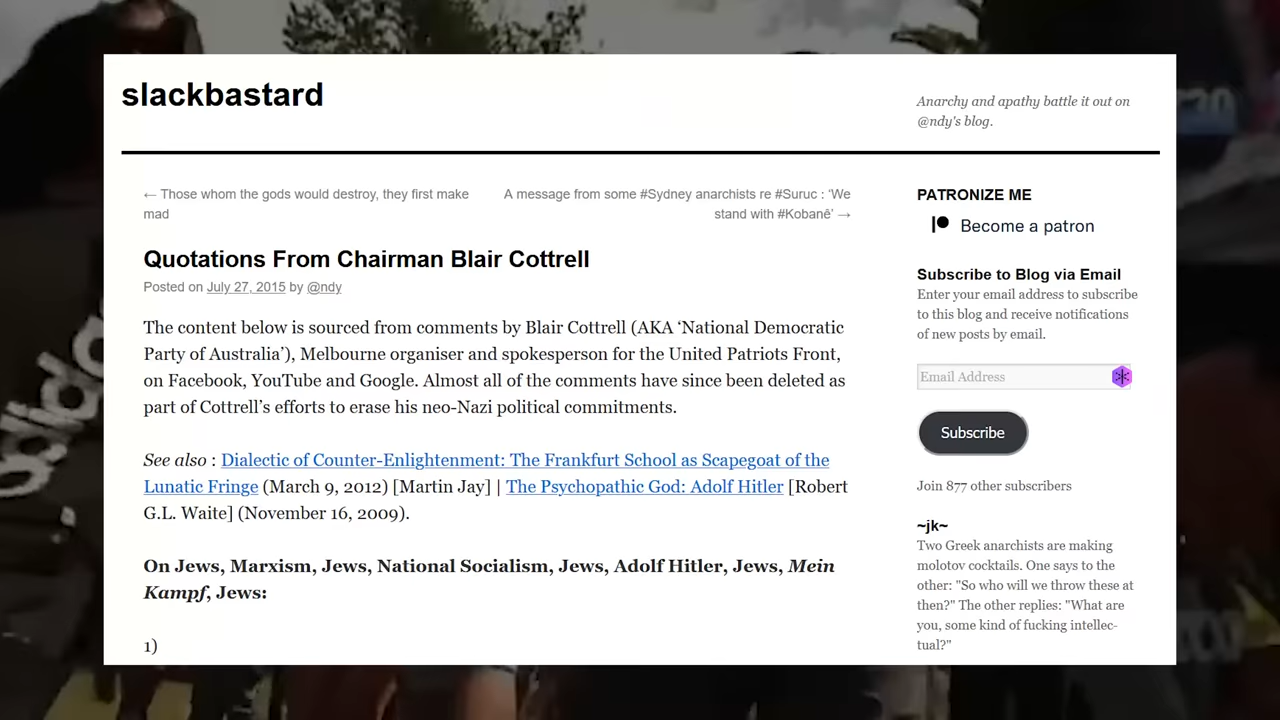 slackbastard
Anarchy and apathy battle it out on
@ndy's blog.
← Those whom the gods would destroy, they first make
mad
A message from some #Sydney anarchists re #Suruc : ‘We
stand with #Kobanê’ →
Quotations From Chairman Blair Cottrell
Posted on July 27, 2015 by @ndy
The content below is sourced from comments by Blair Cottrell (AKA ‘National Democratic
Party of Australia’), Melbourne organiser and spokesperson for the United Patriots Front,
on Facebook, YouTube and Google. Almost all of the comments have since been deleted as
part of Cottrell’s efforts to erase his neo-Nazi political commitments.
See also : Dialectic of Counter-Enlightenment: The Frankfurt School as Scapegoat of the
Lunatic Fringe (March 9, 2012) [Martin Jay] | The Psychopathic God: Adolf Hitler [Robert
G.L. Waite] (November 16, 2009).
On Jews, Marxism, Jews, National Socialism, Jews, Adolf Hitler, Jews, Mein
Kampf, Jews:
1)
PATRONIZE ME
Become a patron
Subscribe to Blog via Email
Enter your email address to subscribe
to this blog and receive notifications
of new posts by email.
Email Address
Subscribe
Join 877 other subscribers
~jk~
Two Greek anarchists are making
molotov cocktails. One says to the
other: "So who will we throw these at
then?" The other replies: "What are
you, some kind of fucking intellec-
tual?"